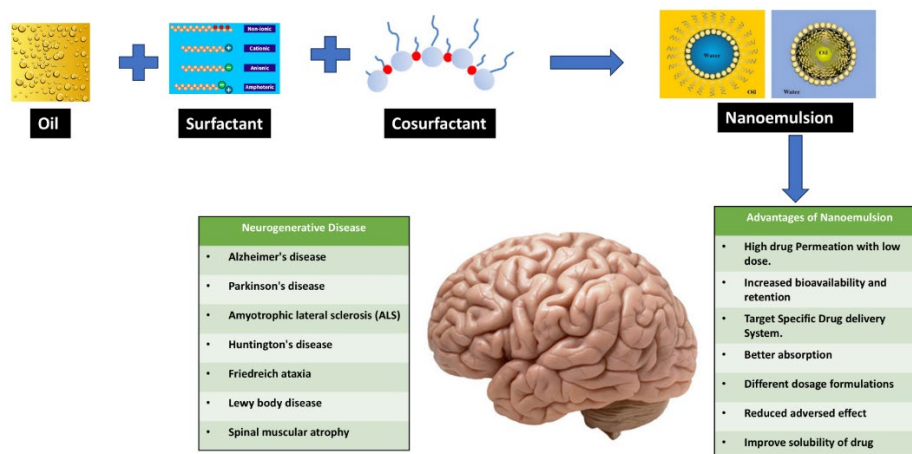 Non-ionic
Cationic
Anionic
Amphoteric
Water
Oil
Oil
Water
Oil
Surfactant
Cosurfactant
Nanoemulsion
Neurogenerative Disease
• Alzheimer's disease
• Parkinson's disease
• Amyotrophic lateral sclerosis (ALS)
• Huntington's disease
• Friedreich ataxia
• Lewy body disease
• Spinal muscular atrophy
Advantages of Nanoemulsion
• High drug Permeation with low
dose.
• Increased bioavailability and
retention
• Target Specific Drug delivery
System.
• Better absorption
• Different dosage formulations
• Reduced adversed effect
• Improve solubility of drug